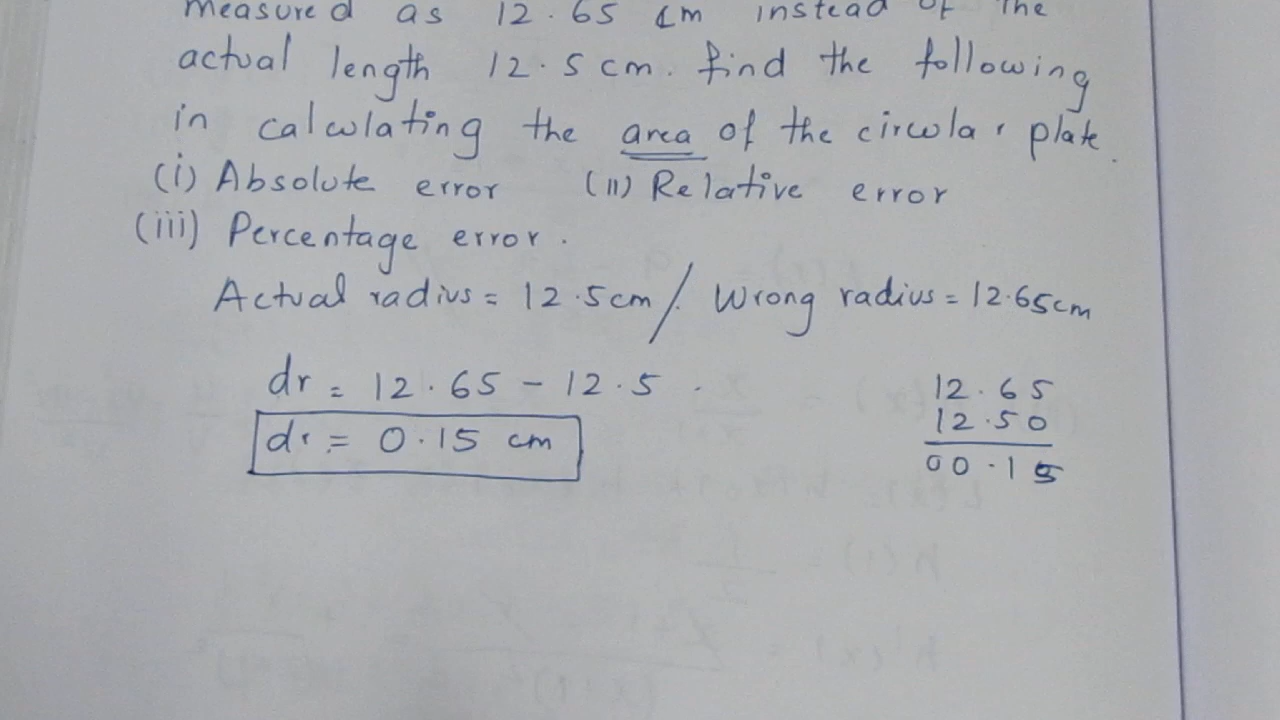 measured as 12.65 cm instead of the
actual length 12.5 cm. find the following
in calculating the area of the circular plate.
(i) Absolute error (ii) Relative error
(iii) Percentage error.
Actual radius = 12.5cm / Wrong radius = 12.65cm
dr = 12.65 - 12.5.
dr = 0.15 cm
12.65
12.50
00.15